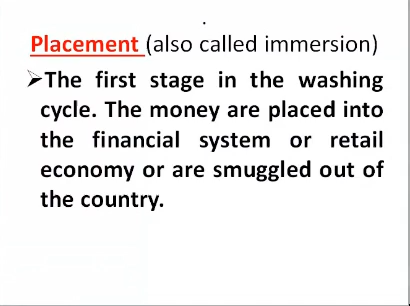 Placement (also called immersion)
➢The first stage in the washing
cycle. The money are placed into
the financial system or retail
economy or are smuggled out of
the country.